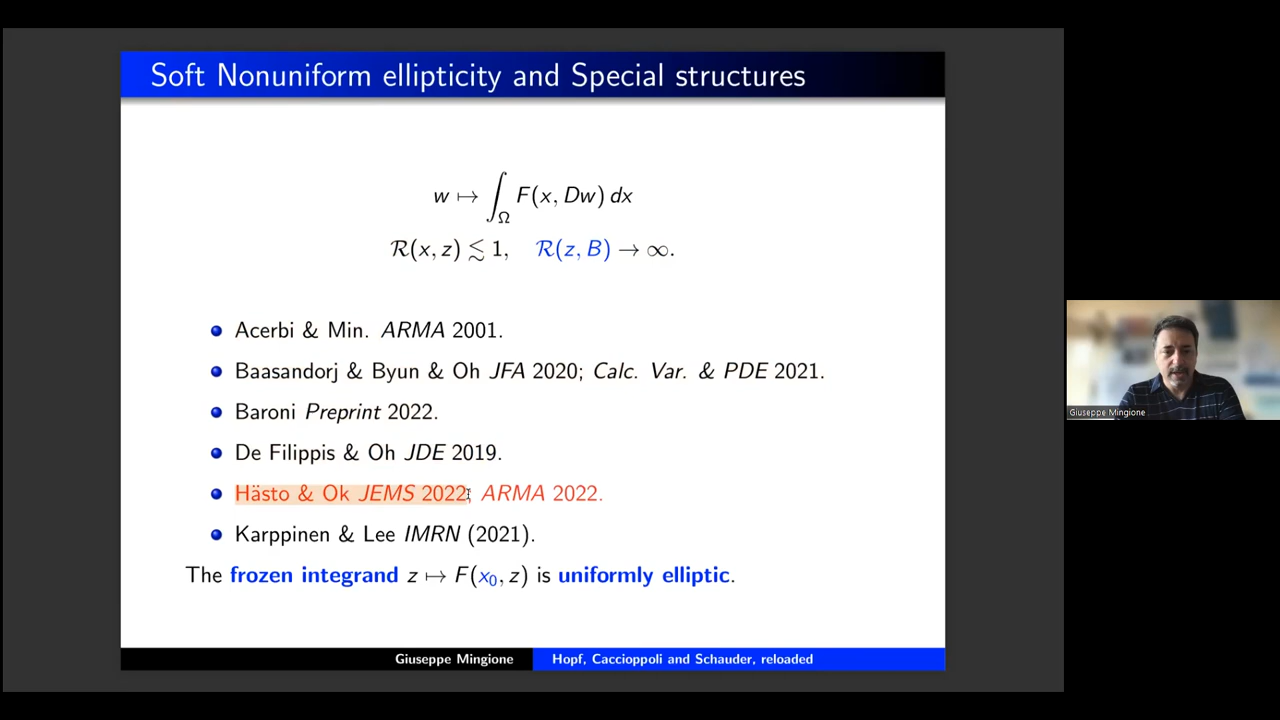 Soft Nonuniform ellipticity and Special structures
w ↦ ∫_Ω F(x, Dw) dx
ℛ(x, z) ≲ 1, ℛ(z, B) → ∞.
Acerbi & Min. ARMA 2001.
Baasandorj & Byun & Oh JFA 2020; Calc. Var. & PDE 2021.
Baroni Preprint 2022.
De Filippis & Oh JDE 2019.
Hästo & Ok JEMS 2022; ARMA 2022.
Karppinen & Lee IMRN (2021).
The frozen integrand z ↦ F(x₀, z) is uniformly elliptic.
Giuseppe Mingione Hopf, Caccioppoli and Schauder, reloaded
Giuseppe Mingione